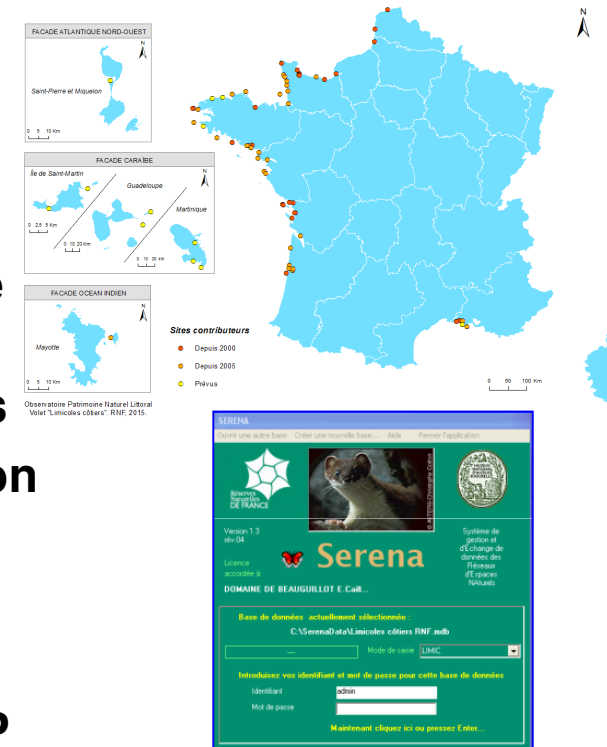 FACADE ATLANTIQUE NORD-OUEST
N
Saint-Pierre et Miquelon
0 5 10 Km
FACADE CARAÏBE
Île de Saint-Martin
Guadeloupe
N
Martinique
0 2,5 5 Km
0 10 20 Km
0 10 20 km
FACADE OCEAN INDIEN
N
Mayotte
0 5 10 Km
Observatoire Patrimoine Naturel Littoral
Volet "Limicoles côtiers". RNF, 2015.
N
Sites contributeurs
Depuis 2000
Depuis 2005
Prévus
0 50 100 Km
e
s
on
o
SERENA
Ouvrir une autre base Créer une nouvelle base... Aide Fermer l'application
Réserves
Naturelles
DE FRANCE
Version 1.3
rév.04
Licence
accordée à
Serena
Système de
gestion et
d'Echange de
données des
Réseaux
d'Espaces
NAturels
DOMAINE DE BEAUGUILLOT E.Caill...
Base de données actuellement sélectionnée :
C:\SerenaData\Limicoles côtiers RNF.mdb
---
Mode de saisie LIMIC
Introduisez vos identifiant et mot de passe pour cette base de données
Identifiant admin
Mot de passe
Maintenant cliquez ici ou pressez Enter...